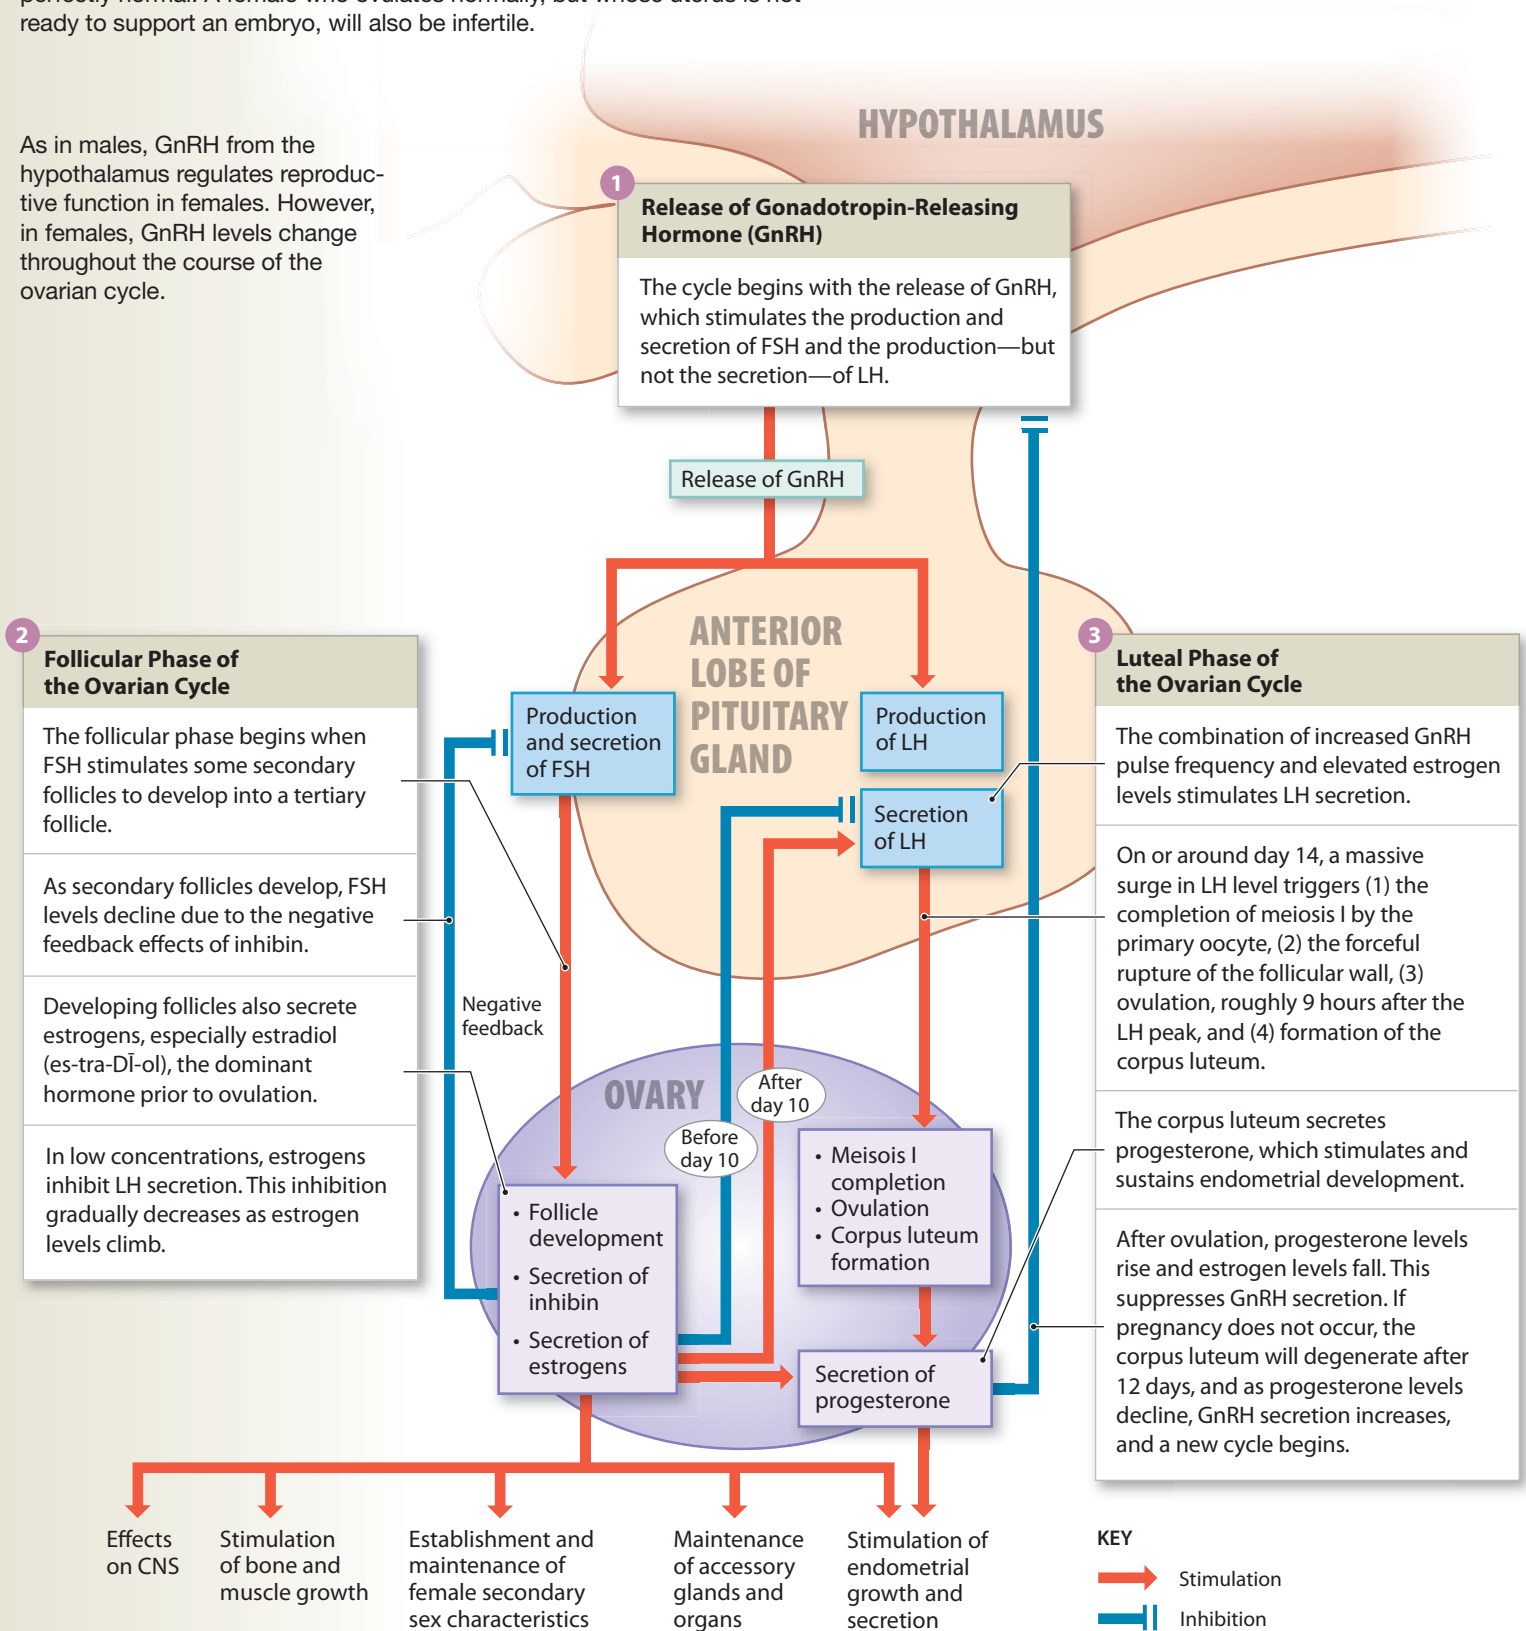 ready to support an embryo, will also be infertile.
As in males, GnRH from the
hypothalamus regulates reproduc-
tive function in females. However,
in females, GnRH levels change
throughout the course of the
ovarian cycle.
HYPOTHALAMUS
1
Release of Gonadotropin-Releasing
Hormone (GnRH)
The cycle begins with the release of GnRH,
which stimulates the production and
secretion of FSH and the production—but
not the secretion—of LH.
Release of GnRH
2
Follicular Phase of
the Ovarian Cycle
The follicular phase begins when
FSH stimulates some secondary
follicles to develop into a tertiary
follicle.
As secondary follicles develop, FSH
levels decline due to the negative
feedback effects of inhibin.
Developing follicles also secrete
estrogens, especially estradiol
(es-tra-DĪ-ol), the dominant
hormone prior to ovulation.
In low concentrations, estrogens
inhibit LH secretion. This inhibition
gradually decreases as estrogen
levels climb.
ANTERIOR
LOBE OF
PITUITARY
GLAND
Production
and secretion
of FSH
Production
of LH
Secretion
of LH
Negative
feedback
OVARY
After
day 10
Before
day 10
• Follicle
development
• Secretion of
inhibin
• Secretion of
estrogens
• Meisois I
completion
• Ovulation
• Corpus luteum
formation
Secretion of
progesterone
3
Luteal Phase of
the Ovarian Cycle
The combination of increased GnRH
pulse frequency and elevated estrogen
levels stimulates LH secretion.
On or around day 14, a massive
surge in LH level triggers (1) the
completion of meiosis I by the
primary oocyte, (2) the forceful
rupture of the follicular wall, (3)
ovulation, roughly 9 hours after the
LH peak, and (4) formation of the
corpus luteum.
The corpus luteum secretes
progesterone, which stimulates and
sustains endometrial development.
After ovulation, progesterone levels
rise and estrogen levels fall. This
suppresses GnRH secretion. If
pregnancy does not occur, the
corpus luteum will degenerate after
12 days, and as progesterone levels
decline, GnRH secretion increases,
and a new cycle begins.
Effects
on CNS
Stimulation
of bone and
muscle growth
Establishment and
maintenance of
female secondary
sex characteristics
Maintenance
of accessory
glands and
organs
Stimulation of
endometrial
growth and
secretion
KEY
Stimulation
Inhibition